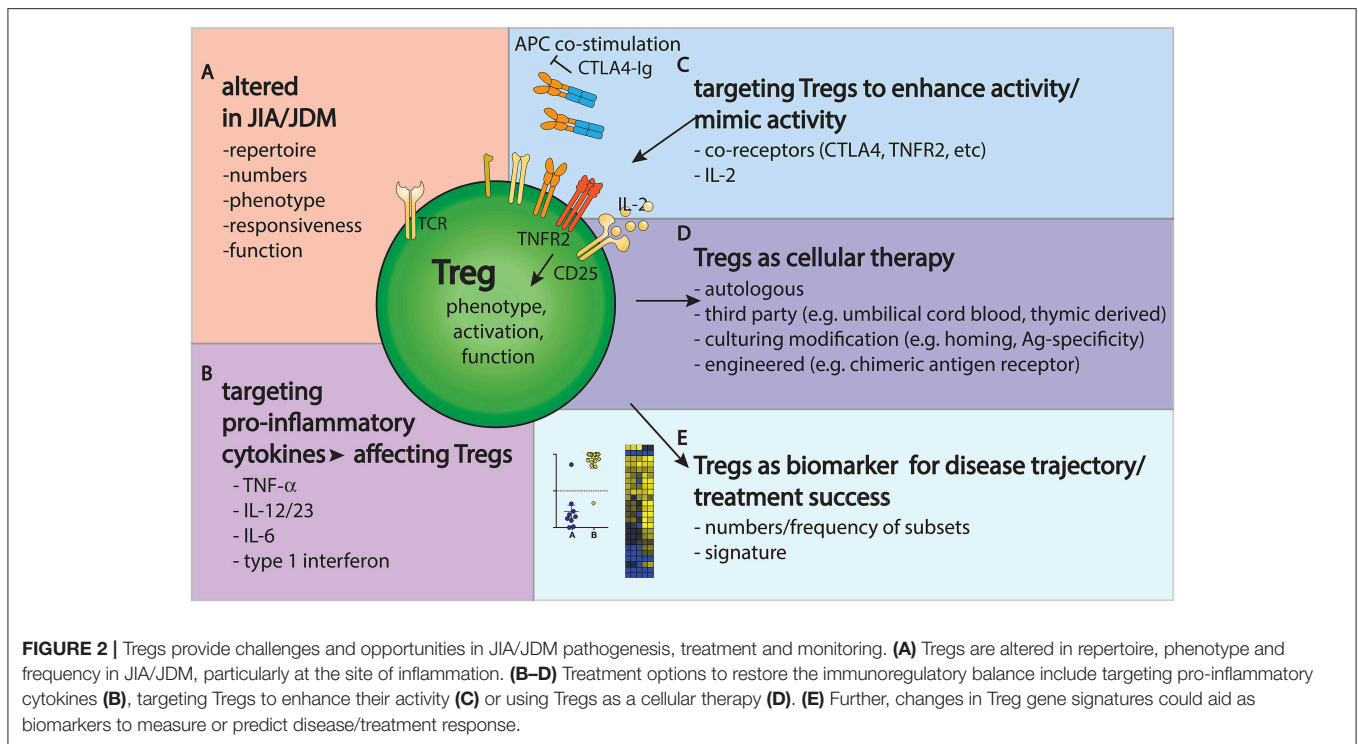 A
altered
in JIA/JDM
-repertoire
-numbers
-phenotype
-responsiveness
-function
APC co-stimulation
CTLA4-Ig
C
targeting Tregs to enhance activity/
mimic activity
- co-receptors (CTLA4, TNFR2, etc)
- IL-2
TCR
TNFR2
IL-2
CD25
Treg
phenotype,
activation,
function
D
Tregs as cellular therapy
- autologous
- third party (e.g. umbilical cord blood, thymic derived)
- culturing modification (e.g. homing, Ag-specificity)
- engineered (e.g. chimeric antigen receptor)
B
targeting
pro-inflammatory
cytokines ➤ affecting Tregs
- TNF-α
- IL-12/23
- IL-6
- type 1 interferon
A B
E
Tregs as biomarker for disease trajectory/
treatment success
- numbers/frequency of subsets
- signature
FIGURE 2 | Tregs provide challenges and opportunities in JIA/JDM pathogenesis, treatment and monitoring. (A) Tregs are altered in repertoire, phenotype and
frequency in JIA/JDM, particularly at the site of inflammation. (B–D) Treatment options to restore the immunoregulatory balance include targeting pro-inflammatory
cytokines (B), targeting Tregs to enhance their activity (C) or using Tregs as a cellular therapy (D). (E) Further, changes in Treg gene signatures could aid as
biomarkers to measure or predict disease/treatment response.